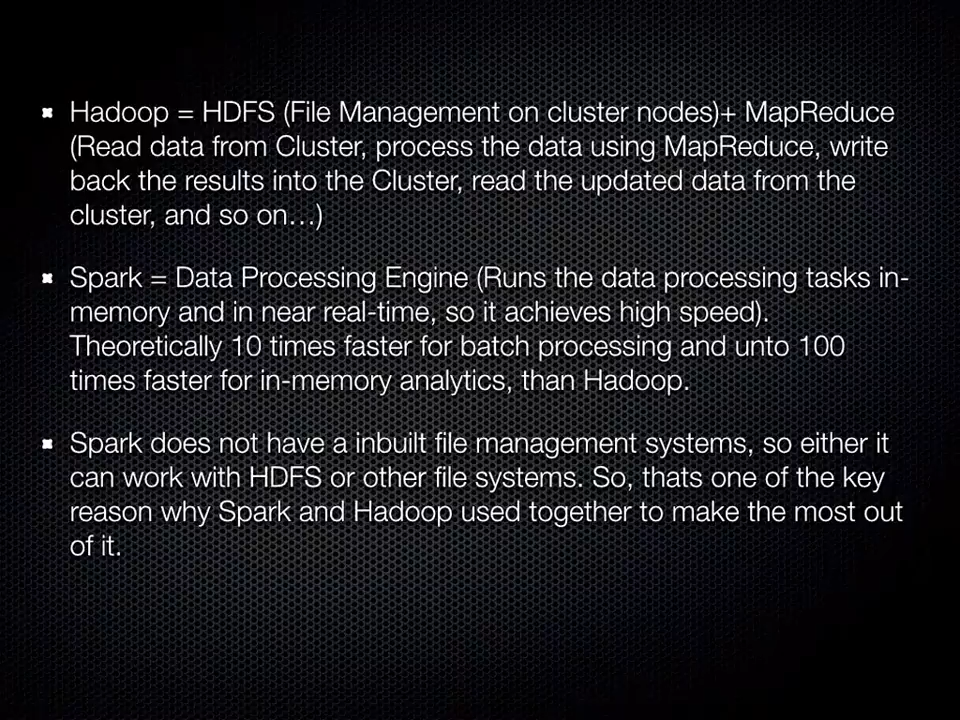 Hadoop = HDFS (File Management on cluster nodes)+ MapReduce
(Read data from Cluster, process the data using MapReduce, write
back the results into the Cluster, read the updated data from the
cluster, and so on…)
Spark = Data Processing Engine (Runs the data processing tasks in-
memory and in near real-time, so it achieves high speed).
Theoretically 10 times faster for batch processing and unto 100
times faster for in-memory analytics, than Hadoop.
Spark does not have a inbuilt file management systems, so either it
can work with HDFS or other file systems. So, thats one of the key
reason why Spark and Hadoop used together to make the most out
of it.